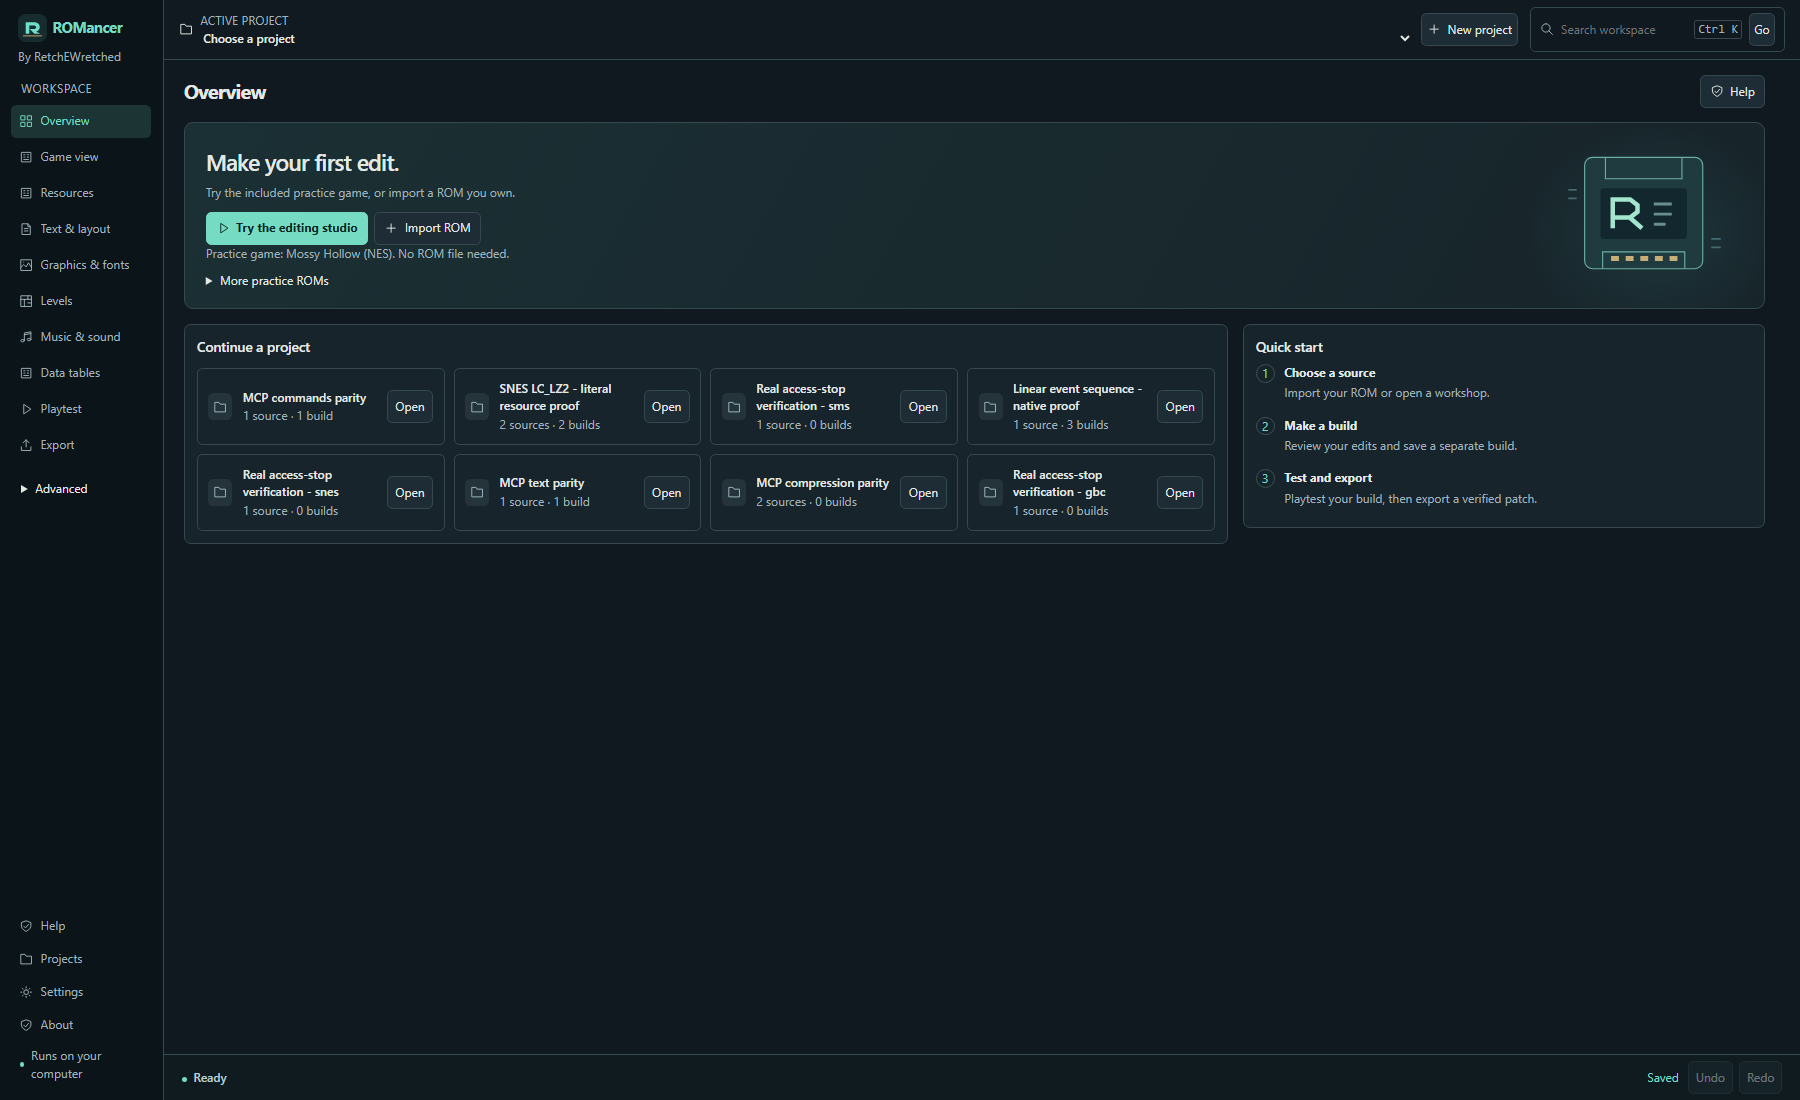 ROMancer
By RetchEWretched
WORKSPACE
Overview
Game view
Resources
Text & layout
Graphics & fonts
Levels
Music & sound
Data tables
Playtest
Export
Advanced
Help
Projects
Settings
About
Runs on your
computer
ACTIVE PROJECT
Choose a project
New project
Search workspace
Ctrl K
Go
Overview
Help
Make your first edit.
Try the included practice game, or import a ROM you own.
Try the editing studio
Import ROM
Practice game: Mossy Hollow (NES). No ROM file needed.
More practice ROMs
R
Continue a project
MCP commands parity
1 source · 1 build
Open
SNES LC_LZ2 - literal
resource proof
2 sources · 2 builds
Open
Real access-stop
verification - sms
1 source · 0 builds
Open
Linear event sequence -
native proof
1 source · 3 builds
Open
Real access-stop
verification - snes
1 source · 0 builds
Open
MCP text parity
1 source · 1 build
Open
MCP compression parity
2 sources · 0 builds
Open
Real access-stop
verification - gbc
1 source · 0 builds
Open
Quick start
1 Choose a source
Import your ROM or open a workshop.
2 Make a build
Review your edits and save a separate build.
3 Test and export
Playtest your build, then export a verified patch.
Ready
Saved
Undo
Redo